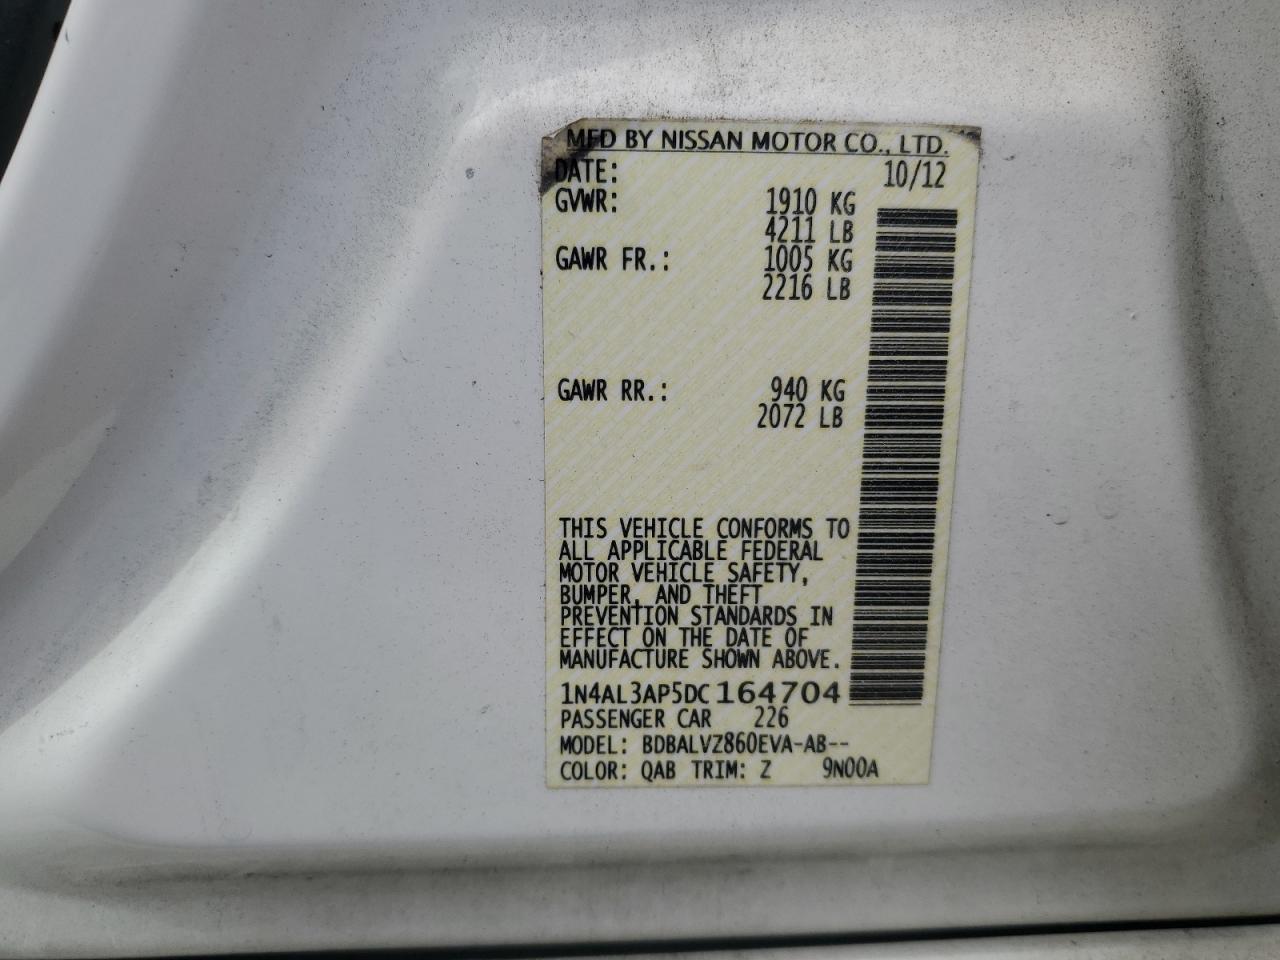 MFD BY NISSAN MOTOR CO., LTD.
DATE: 10/12
GVWR: 1910 KG
4211 LB
GAWR FR.: 1005 KG
2216 LB
GAWR RR.: 940 KG
2072 LB
THIS VEHICLE CONFORMS TO
ALL APPLICABLE FEDERAL
MOTOR VEHICLE SAFETY,
BUMPER, AND THEFT
PREVENTION STANDARDS IN
EFFECT ON THE DATE OF
MANUFACTURE SHOWN ABOVE.
1N4AL3AP5DC164704
PASSENGER CAR 226
MODEL: BDBALVZ860EVA-AB--
COLOR: QAB TRIM: Z 9N00A